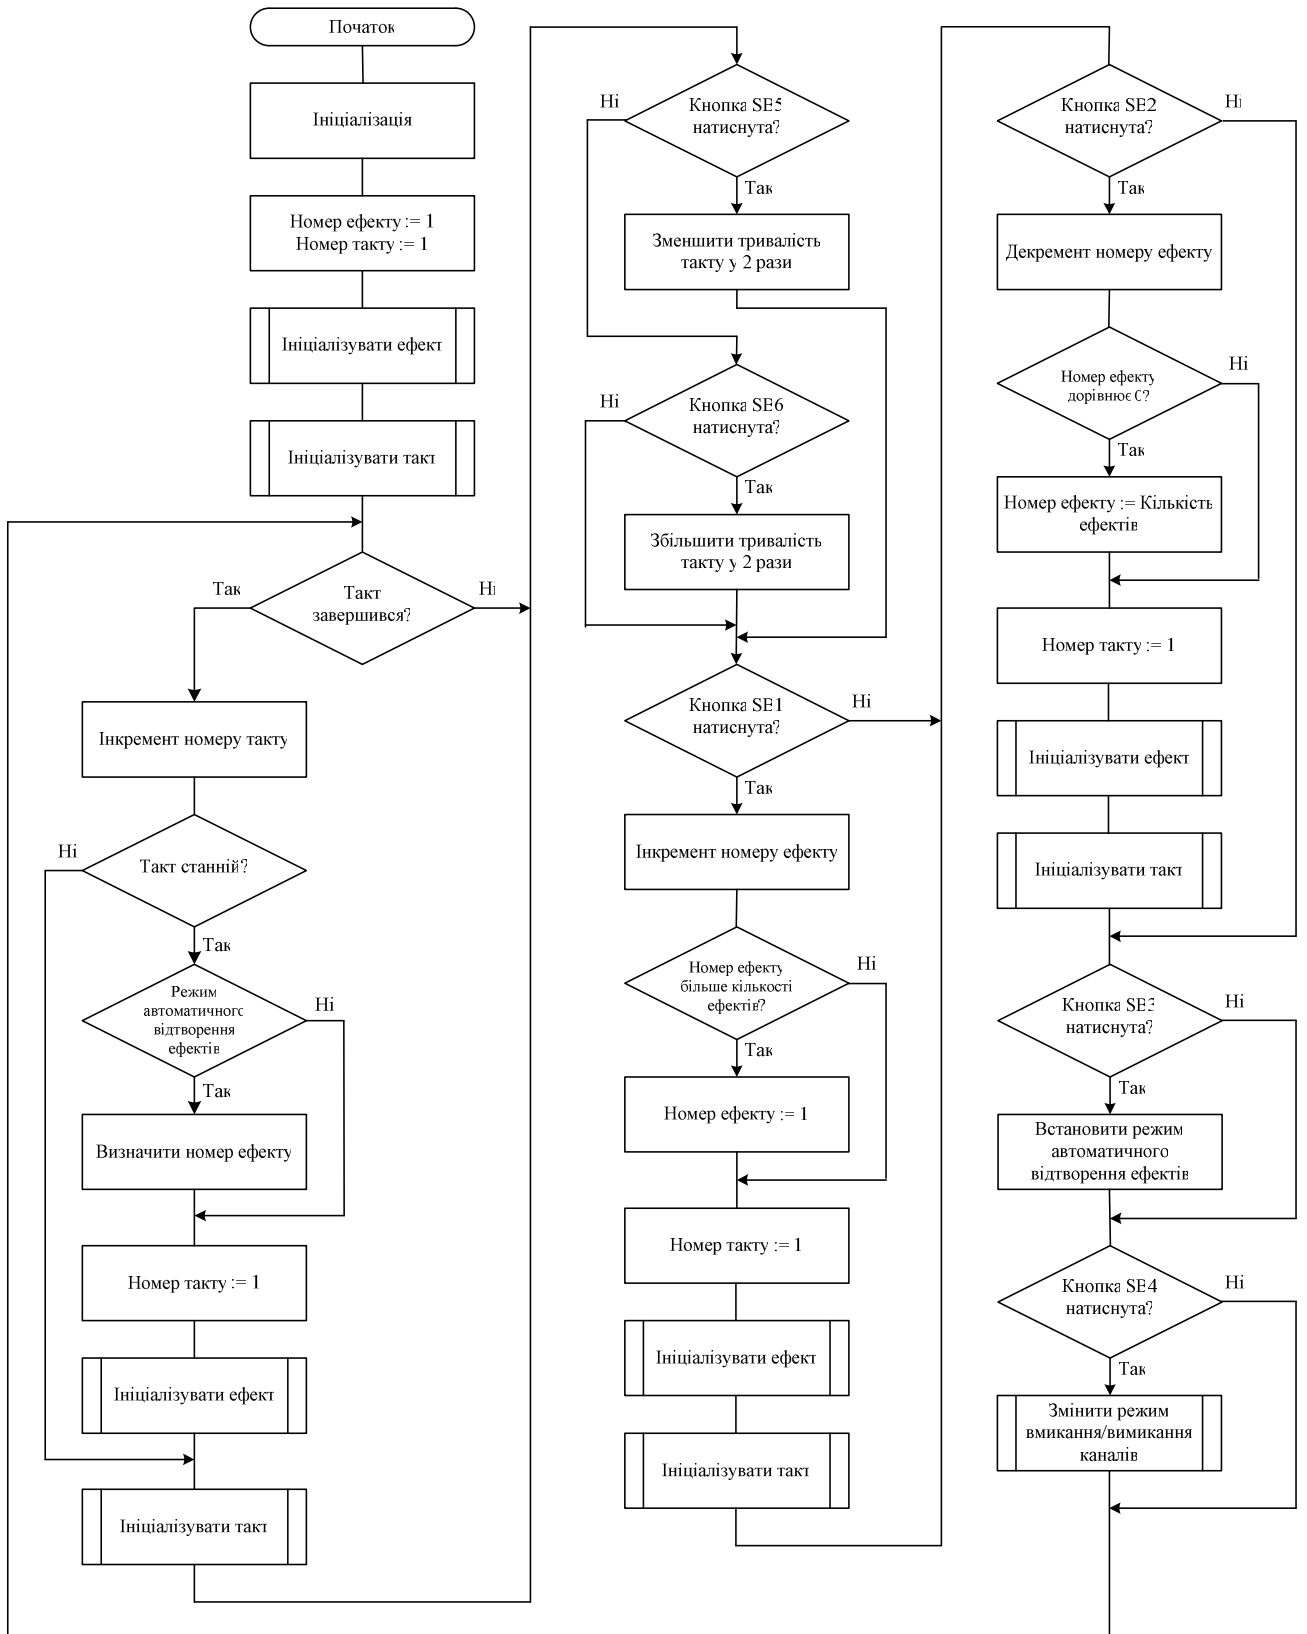 Початок
Ініціалізація
Номер ефекту := 1
Номер такту := 1
Ініціалізувати ефект
Ініціалізувати такт
Такт
завершився?
Так
Ні
Інкремент номеру такту
Такт станній?
Ні
Так
Режим
автоматичного
відтворення
ефектів
Ні
Так
Визначити номер ефекту
Номер такту := 1
Ініціалізувати ефект
Ініціалізувати такт
Кнопка SB5
натиснута?
Ні
Так
Зменшити тривалість
такту у 2 рази
Кнопка SB6
натиснута?
Ні
Так
Збільшити тривалість
такту у 2 рази
Кнопка SB1
натиснута?
Ні
Так
Інкремент номеру ефекту
Номер ефекту
більше кількості
ефектів?
Ні
Так
Номер ефекту := 1
Номер такту := 1
Ініціалізувати ефект
Ініціалізувати такт
Кнопка SB2
натиснута?
Ні
Так
Декремент номеру ефекту
Номер ефекту
дорівнює 0?
Ні
Так
Номер ефекту := Кількість
ефектів
Номер такту := 1
Ініціалізувати ефект
Ініціалізувати такт
Кнопка SB3
натиснута?
Ні
Так
Встановити режим
автоматичного
відтворення ефектів
Кнопка SB4
натиснута?
Ні
Так
Змінити режим
вмикання/вимикання
каналів